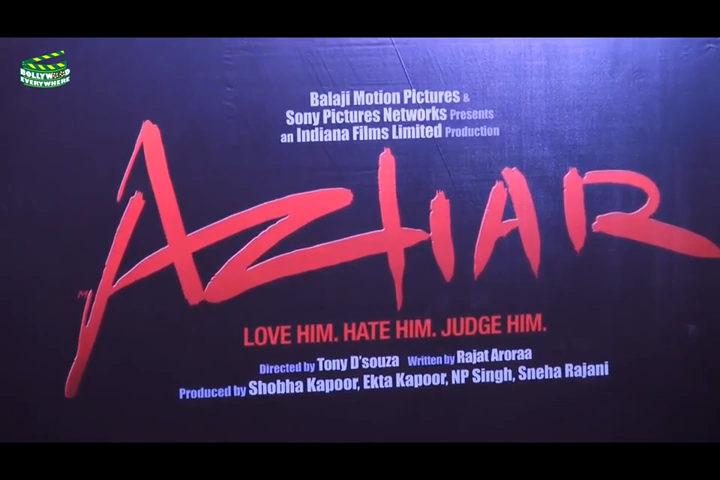 BOLLYWOOD
EVERYWHERE
Balaji Motion Pictures &
Sony Pictures Networks Presents
an Indiana Films Limited Production
AZHAR
LOVE HIM. HATE HIM. JUDGE HIM.
Directed by Tony D'souza Written by Rajat Aroraa
Produced by Shobha Kapoor, Ekta Kapoor, NP Singh, Sneha Rajani